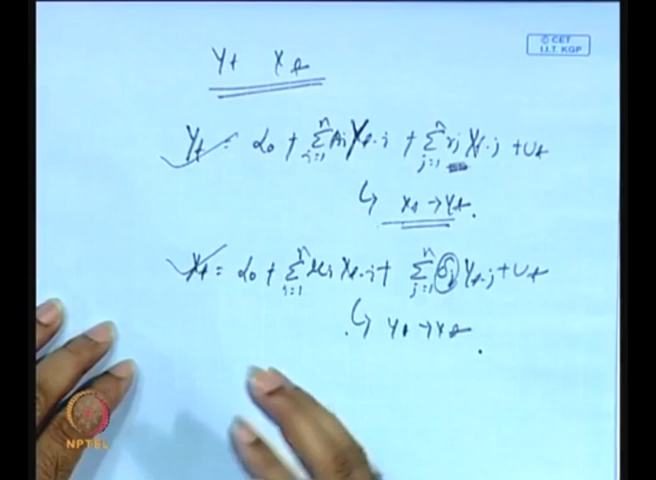 © CET
I.I.T. KGP
Yt Xt
Yt = α0 + Σ_{i=1}^{n} βi Yt-i + Σ_{j=1}^{n} γj Xt-j + Ut
↳ Xt → Yt.
Xt = α0 + Σ_{i=1}^{n} Xt-i + Σ_{j=1}^{n} δj Yt-j + Ut
↳ Yt → Xt.
NPTEL